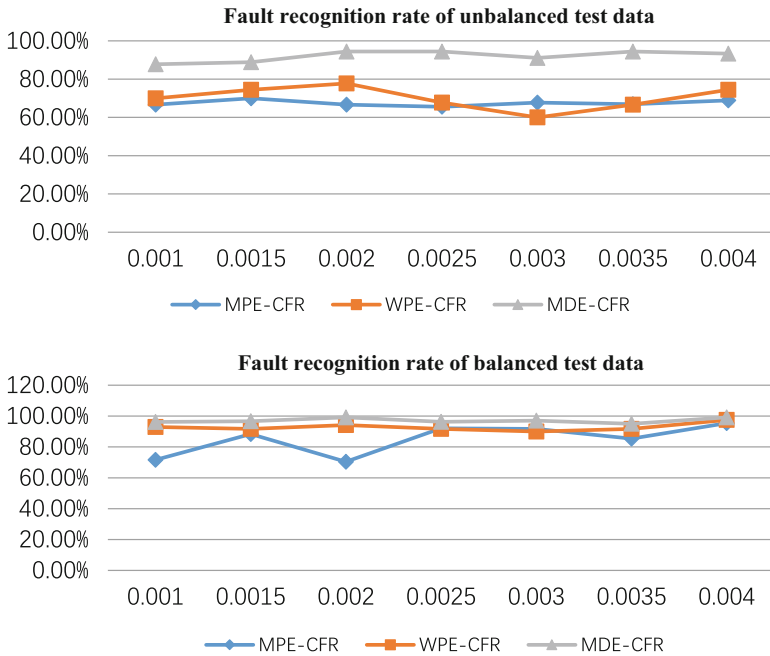 Fault recognition rate of unbalanced test data
100.00%
80.00%
60.00%
40.00%
20.00%
0.00%
0.001 0.0015 0.002 0.0025 0.003 0.0035 0.004
MPE-CFR WPE-CFR MDE-CFR
Fault recognition rate of balanced test data
120.00%
100.00%
80.00%
60.00%
40.00%
20.00%
0.00%
0.001 0.0015 0.002 0.0025 0.003 0.0035 0.004
MPE-CFR WPE-CFR MDE-CFR